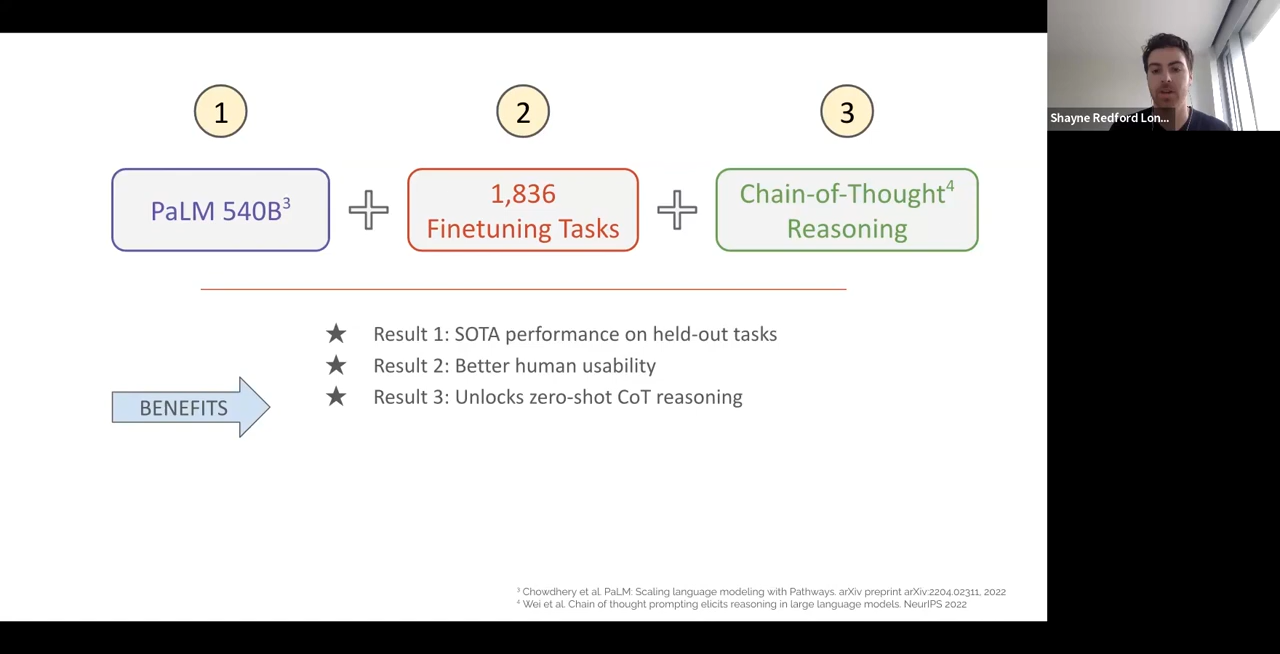 1
2
3
PaLM 540B³
1,836
Finetuning Tasks
Chain-of-Thought⁴
Reasoning
BENEFITS
★ Result 1: SOTA performance on held-out tasks
★ Result 2: Better human usability
★ Result 3: Unlocks zero-shot CoT reasoning
³ Chowdhery et al. PaLM: Scaling language modeling with Pathways. arXiv preprint arXiv:2204.02311, 2022
⁴ Wei et al. Chain of thought prompting elicits reasoning in large language models. NeurIPS 2022
Shayne Redford Lon...